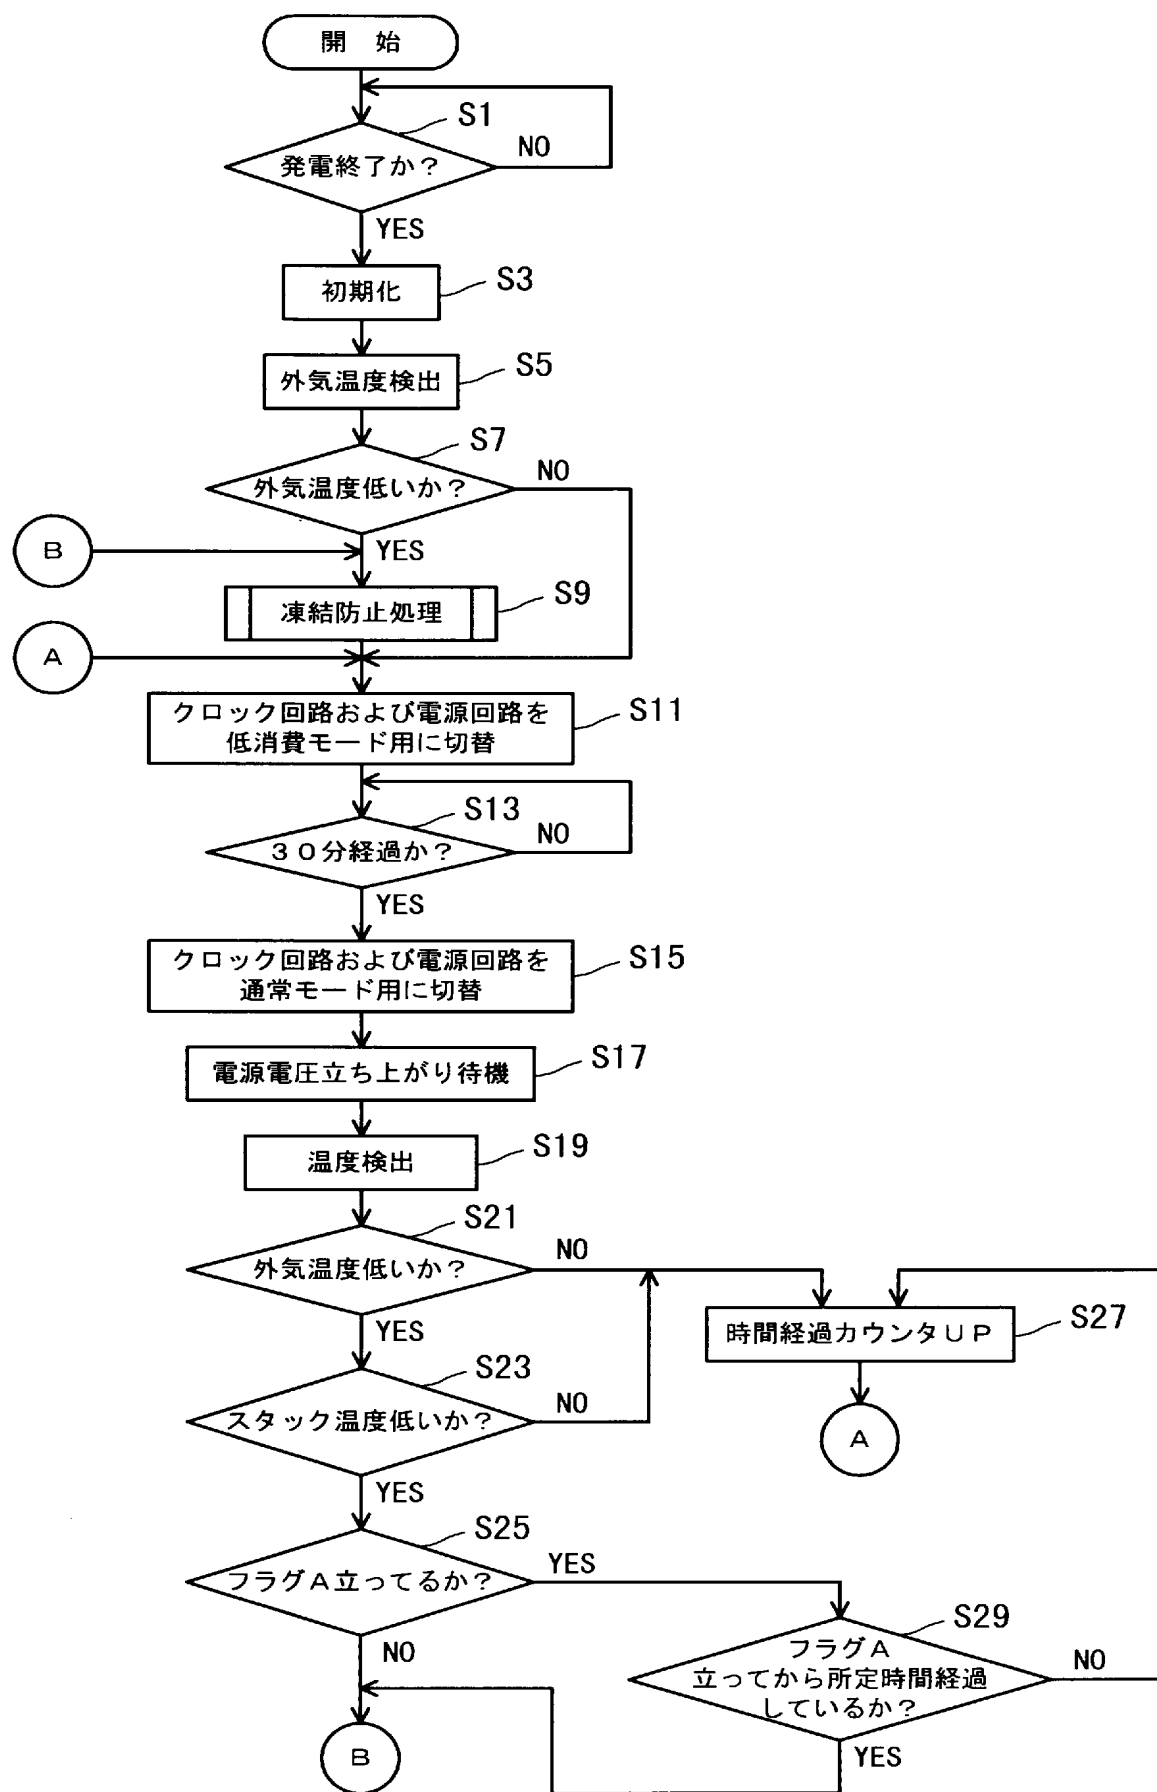 開 始
S1
発電終了か?
NO
YES
初期化
S3
外気温度検出
S5
S7
外気温度低いか?
NO
B
YES
凍結防止処理
S9
A
クロック回路および電源回路を
低消費モード用に切替
S11
S13
30分経過か?
NO
YES
クロック回路および電源回路を
通常モード用に切替
S15
電源電圧立ち上がり待機
S17
温度検出
S19
S21
外気温度低いか?
NO
YES
時間経過カウンタUP
S27
S23
スタック温度低いか?
NO
A
YES
S25
フラグA立ってるか?
YES
S29
フラグA
立ってから所定時間経過
しているか?
NO
NO
B
YES